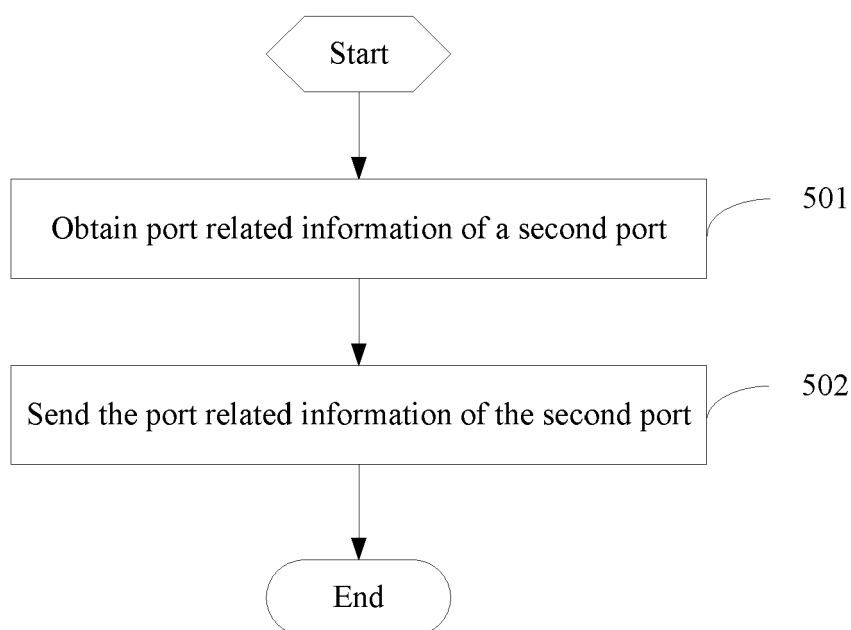 Start
Obtain port related information of a second port
501
Send the port related information of the second port
502
End